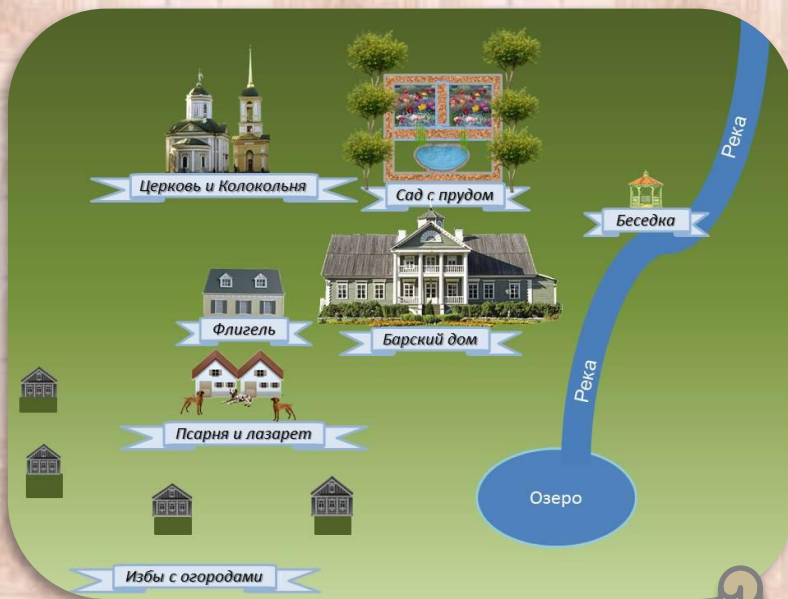 Церковь и Колокольня
Сад с прудом
Река
Беседка
Флигель
Барский дом
Река
Псарня и лазарет
Озеро
Избы с огородами